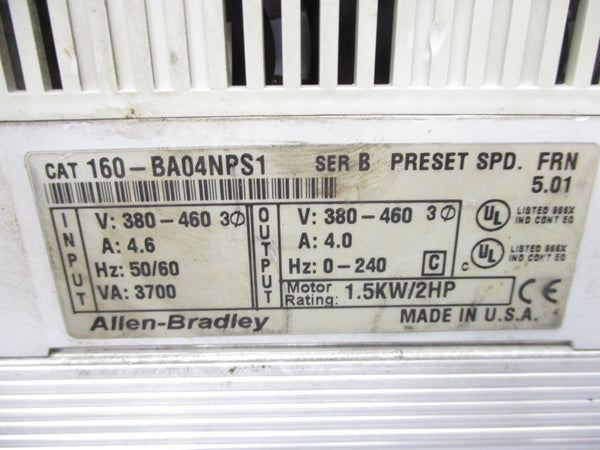 CAT 160-BA04NPS1 SER B PRESET SPD. FRN
5.01
INPUT
V: 380-460 3Ø
A: 4.6
Hz: 50/60
VA: 3700
OUTPUT
V: 380-460 3Ø
A: 4.0
Hz: 0-240 C
Motor Rating: 1.5KW/2HP
UL LISTED 966X
IND CONT EQ
c UL LISTED 966X
IND CONT EQ
CE
Allen-Bradley MADE IN U.S.A.